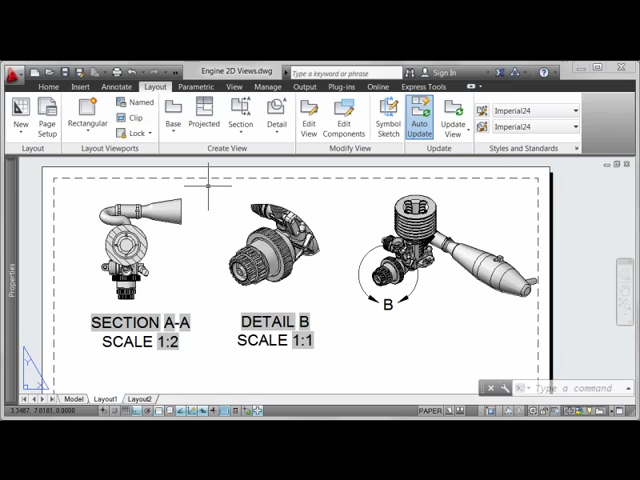 Engine 2D Views.dwg
Type a keyword or phrase
Sign In
Home Insert Annotate Layout Parametric View Manage Output Plug-ins Online Express Tools
New
Page Setup
Rectangular
Named
Clip
Lock
Base
Projected
Section
Detail
Edit View
Edit Components
Symbol Sketch
Auto Update
Update View
Imperial24
Imperial24
Layout
Layout Viewports
Create View
Modify View
Update
Styles and Standards
Properties
B
SECTION A-A
SCALE 1:2
DETAIL B
SCALE 1:1
Y
X
Type a command
Model Layout1 Layout2
PAPER